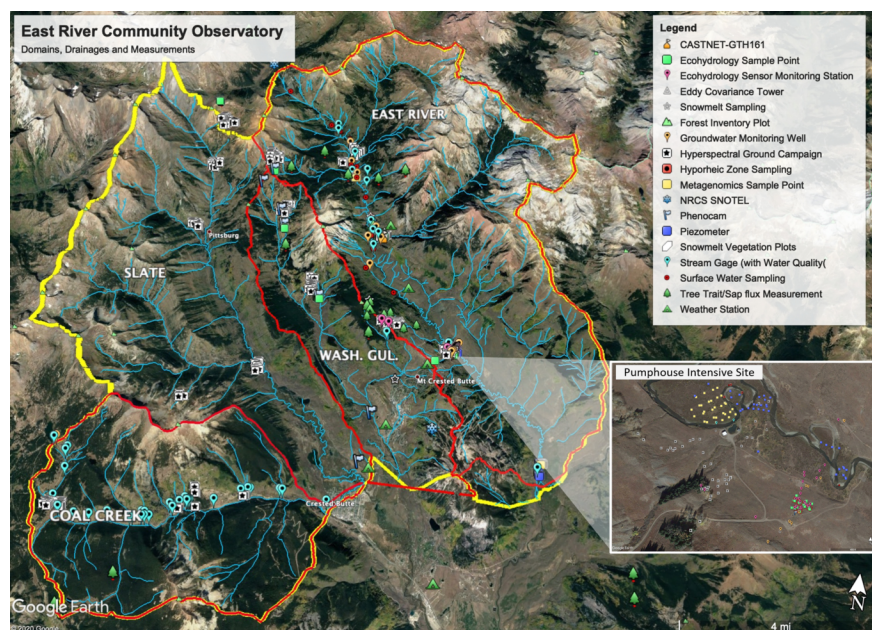 East River Community Observatory
Domains, Drainages and Measurements
Legend
CASTNET-GTH161
Ecohydrology Sample Point
Ecohydrology Sensor Monitoring Station
Eddy Covariance Tower
Snowmelt Sampling
Forest Inventory Plot
Groundwater Monitoring Well
Hyperspectral Ground Campaign
Hyporheic Zone Sampling
Metagenomics Sample Point
NRCS SNOTEL
Phenocam
Piezometer
Snowmelt Vegetation Plots
Stream Gage (with Water Quality(
Surface Water Sampling
Tree Trait/Sap flux Measurement
Weather Station
EAST RIVER
Pittsburg
SLATE
WASH. GUL.
Mt Crested Butte
Pumphouse Intensive Site
COAL CREEK
Crested Butte
Google Earth
© 2020 Google
N
1
4 mi